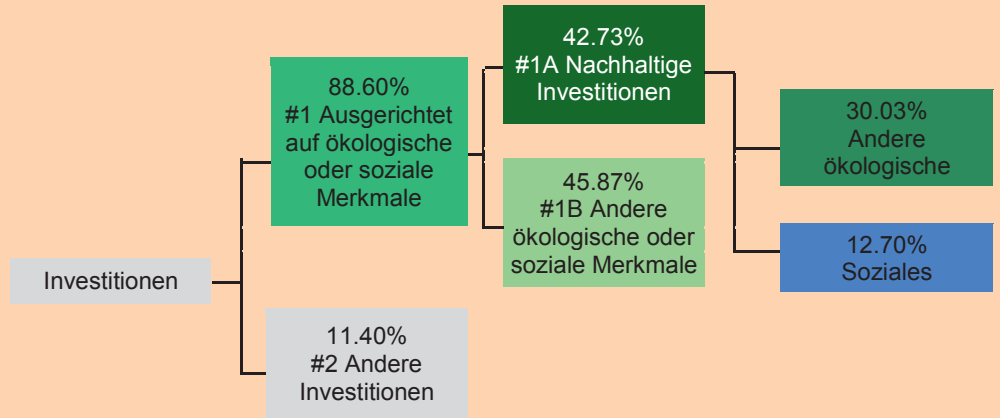 Investitionen
88.60%
#1 Ausgerichtet
auf ökologische
oder soziale
Merkmale
11.40%
#2 Andere
Investitionen
42.73%
#1A Nachhaltige
Investitionen
45.87%
#1B Andere
ökologische oder
soziale Merkmale
30.03%
Andere
ökologische
12.70%
Soziales